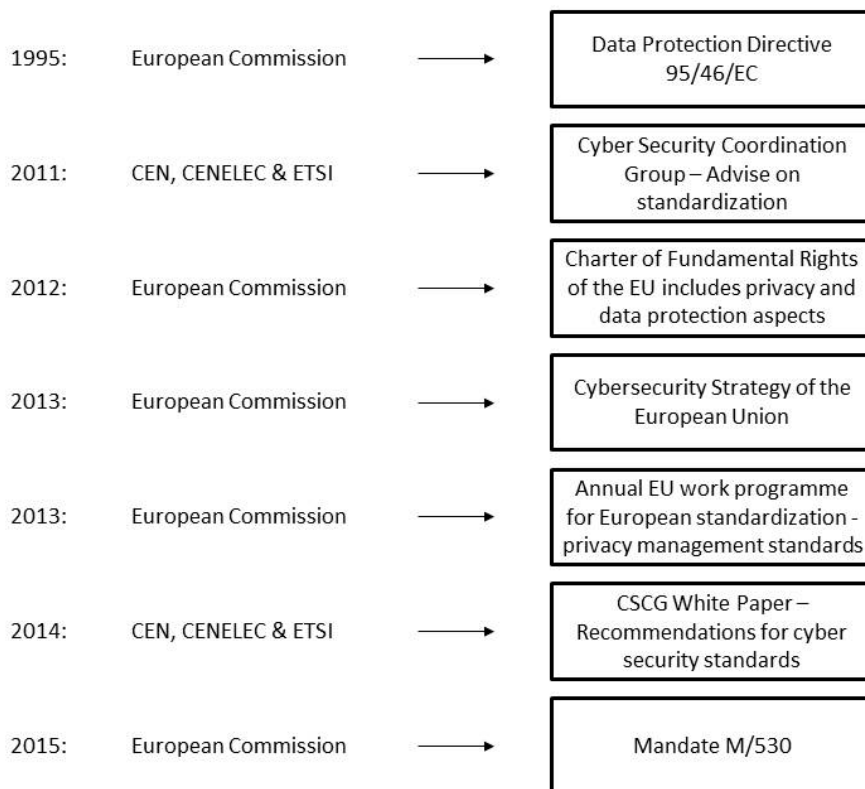 1995: European Commission Data Protection Directive
95/46/EC
2011: CEN, CENELEC & ETSI Cyber Security Coordination
Group – Advise on
standardization
2012: European Commission Charter of Fundamental Rights
of the EU includes privacy and
data protection aspects
2013: European Commission Cybersecurity Strategy of the
European Union
2013: European Commission Annual EU work programme
for European standardization -
privacy management standards
2014: CEN, CENELEC & ETSI CSCG White Paper –
Recommendations for cyber
security standards
2015: European Commission Mandate M/530